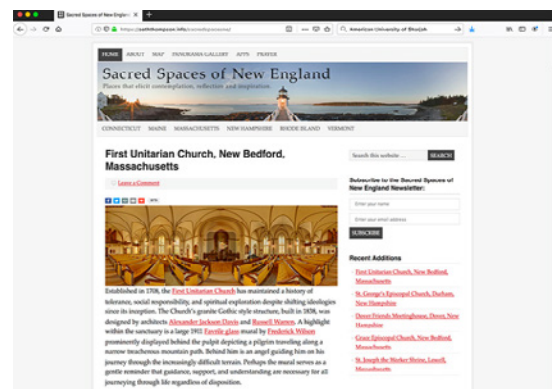 Sacred Spaces of New England
https://seththompson.info/sacredspacesne/
American University of Sharjah
HOME ABOUT MAP PANORAMA GALLERY APPS PRAYER
Sacred Spaces of New England
Places that elicit contemplation, reflection and inspiration.
CONNECTICUT MAINE MASSACHUSETTS NEW HAMPSHIRE RHODE ISLAND VERMONT
First Unitarian Church, New Bedford,
Massachusetts
Leave a Comment
Established in 1708, the First Unitarian Church has maintained a history of
tolerance, social responsibility, and spiritual exploration despite shifting ideologies
since its inception. The Church's granite Gothic style structure, built in 1838, was
designed by architects Alexander Jackson Davis and Russell Warren. A highlight
within the sanctuary is a large 1911 Favrile glass mural by Frederick Wilson
prominently displayed behind the pulpit depicting a pilgrim traveling along a
narrow treacherous mountain path. Behind him is an angel guiding him on his
journey through the increasingly difficult terrain. Perhaps the mural serves as a
gentle reminder that guidance, support, and understanding are necessary for all
journeying through life regardless of disposition.
Search this website …
SEARCH
Subscribe to the Sacred Spaces of
New England Newsletter:
Enter your name
Enter your email address
SUBSCRIBE
Recent Additions
First Unitarian Church, New Bedford,
Massachusetts
St. George's Episcopal Church, Durham,
New Hampshire
Dover Friends Meetinghouse, Dover, New
Hampshire
Grace Episcopal Church, New Bedford,
Massachusetts
St. Joseph the Worker Shrine, Lowell,
Massachusetts